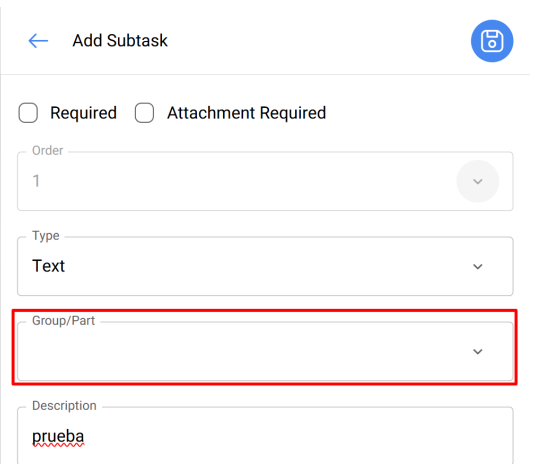 Add Subtask
Required Attachment Required
Order
1
Type
Text
Group/Part
Description
prueba